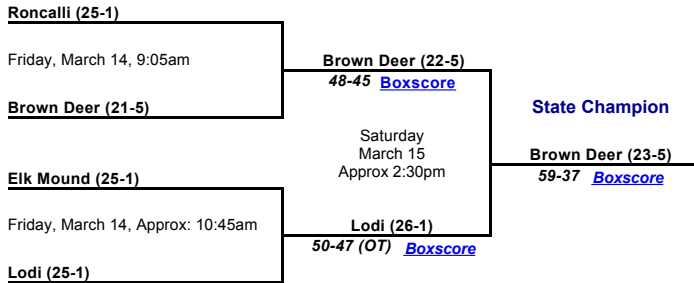 Roncalli (25-1)
Friday, March 14, 9:05am
Brown Deer (21-5)
Brown Deer (22-5)
48-45 Boxscore
Elk Mound (25-1)
Friday, March 14, Approx: 10:45am
Lodi (25-1)
Lodi (26-1)
50-47 (OT) Boxscore
Saturday
March 15
Approx 2:30pm
State Champion
Brown Deer (23-5)
59-37 Boxscore